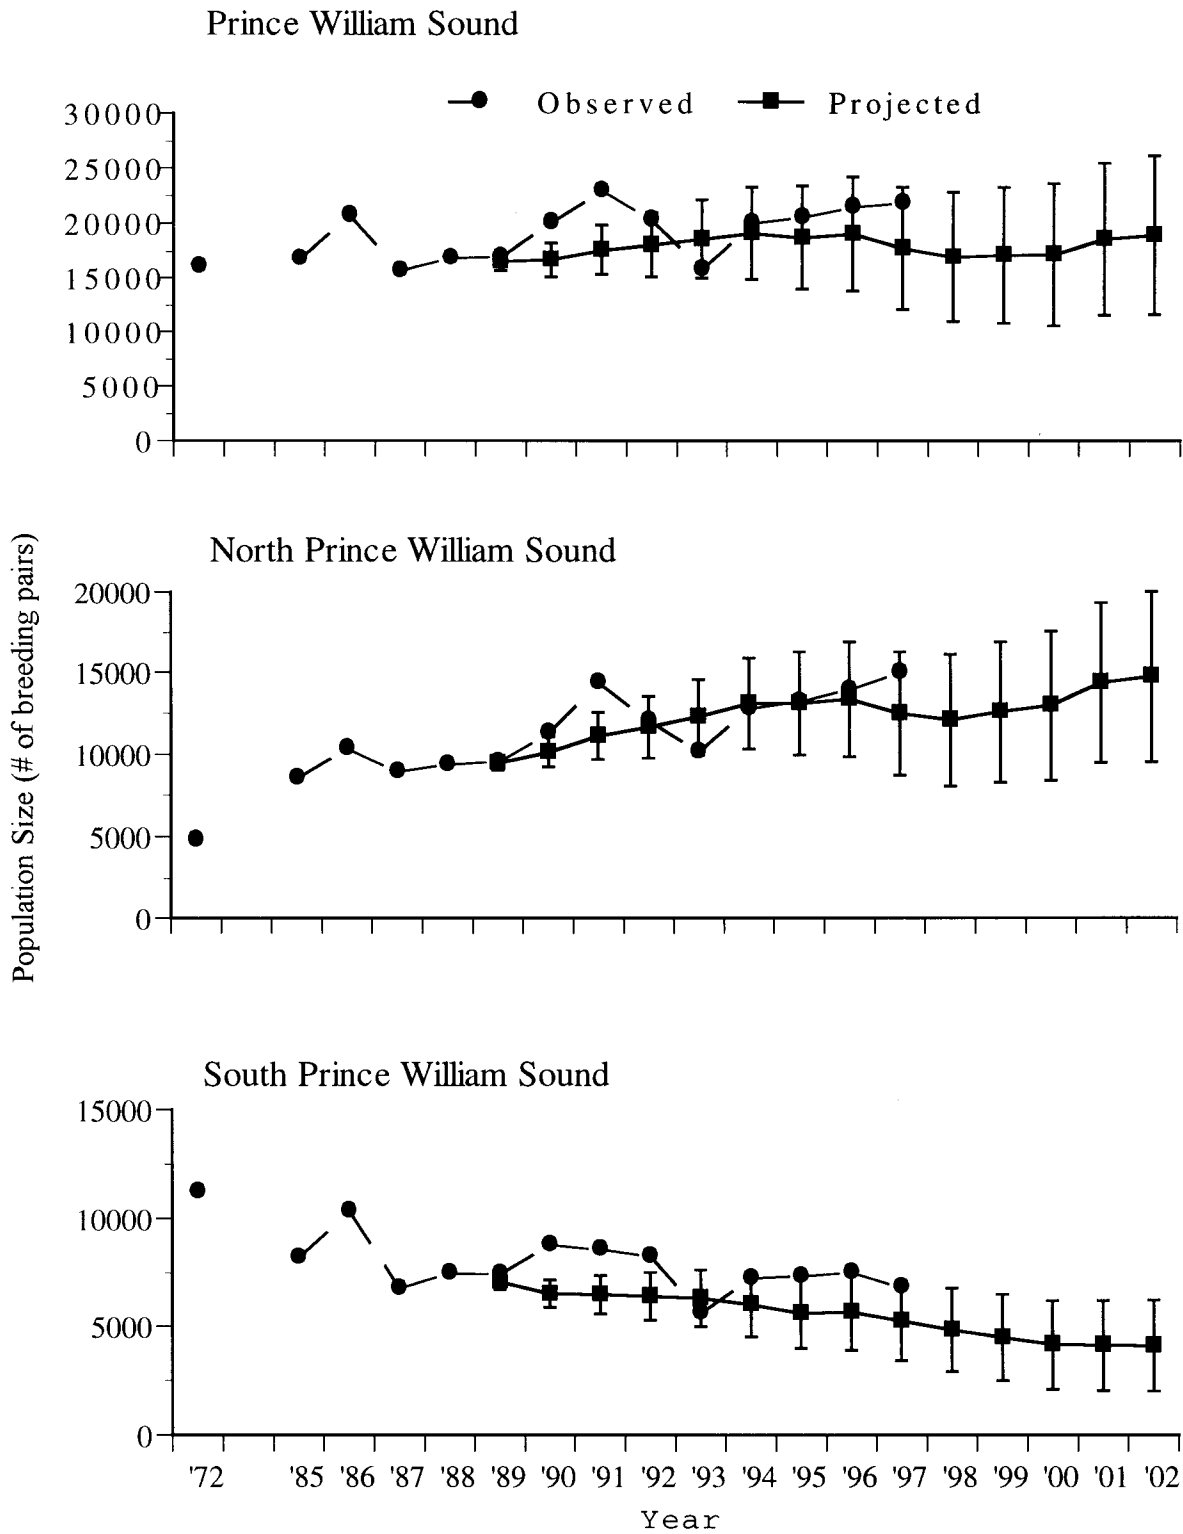 Prince William Sound
Observed Projected
30000
25000
20000
15000
10000
5000
0
Population Size (# of breeding pairs)
North Prince William Sound
20000
15000
10000
5000
0
South Prince William Sound
15000
10000
5000
0
'72 '85 '86 '87 '88 '89 '90 '91 '92 '93 '94 '95 '96 '97 '98 '99 '00 '01 '02
Year